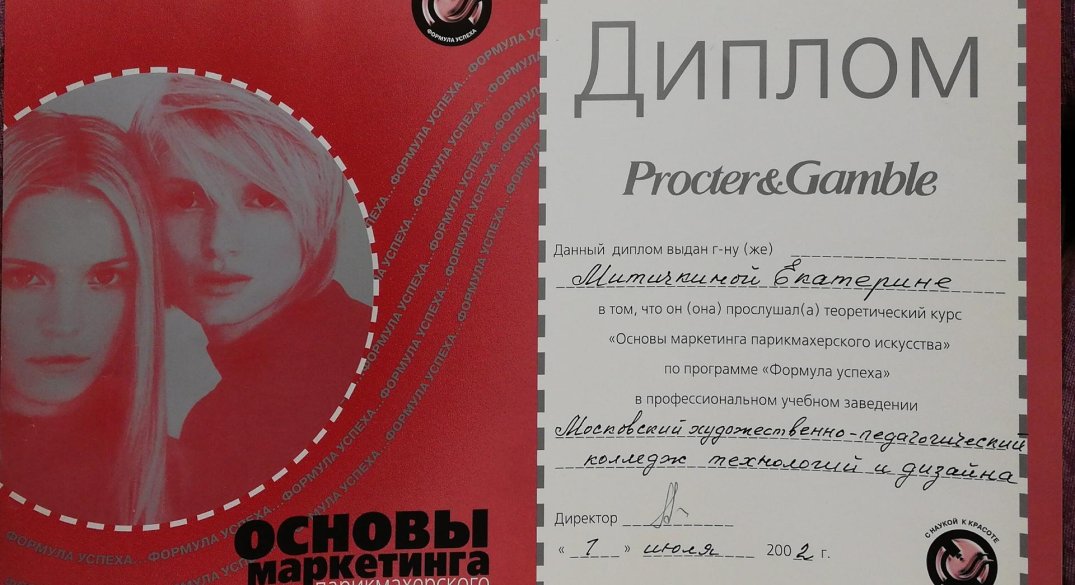 ФОРМУЛА УСПЕХА
ФОРМУЛА УСПЕХА...ФОРМУЛА УСПЕХА...ФОРМУЛА УСПЕХА...
ОСНОВЫ
маркетинга
парикмахерского
Диплом
Procter&Gamble
Данный диплом выдан г-ну (же)
Митичкиной Екатерине
в том, что он (она) прослушал(а) теоретический курс
«Основы маркетинга парикмахерского искусства»
по программе «Формула успеха»
в профессиональном учебном заведении
Московский художественно-педагогический
колледж технологий и дизайна
Директор
« 1 » июля 2002 г.
С НАУКОЙ К КРАСОТЕ